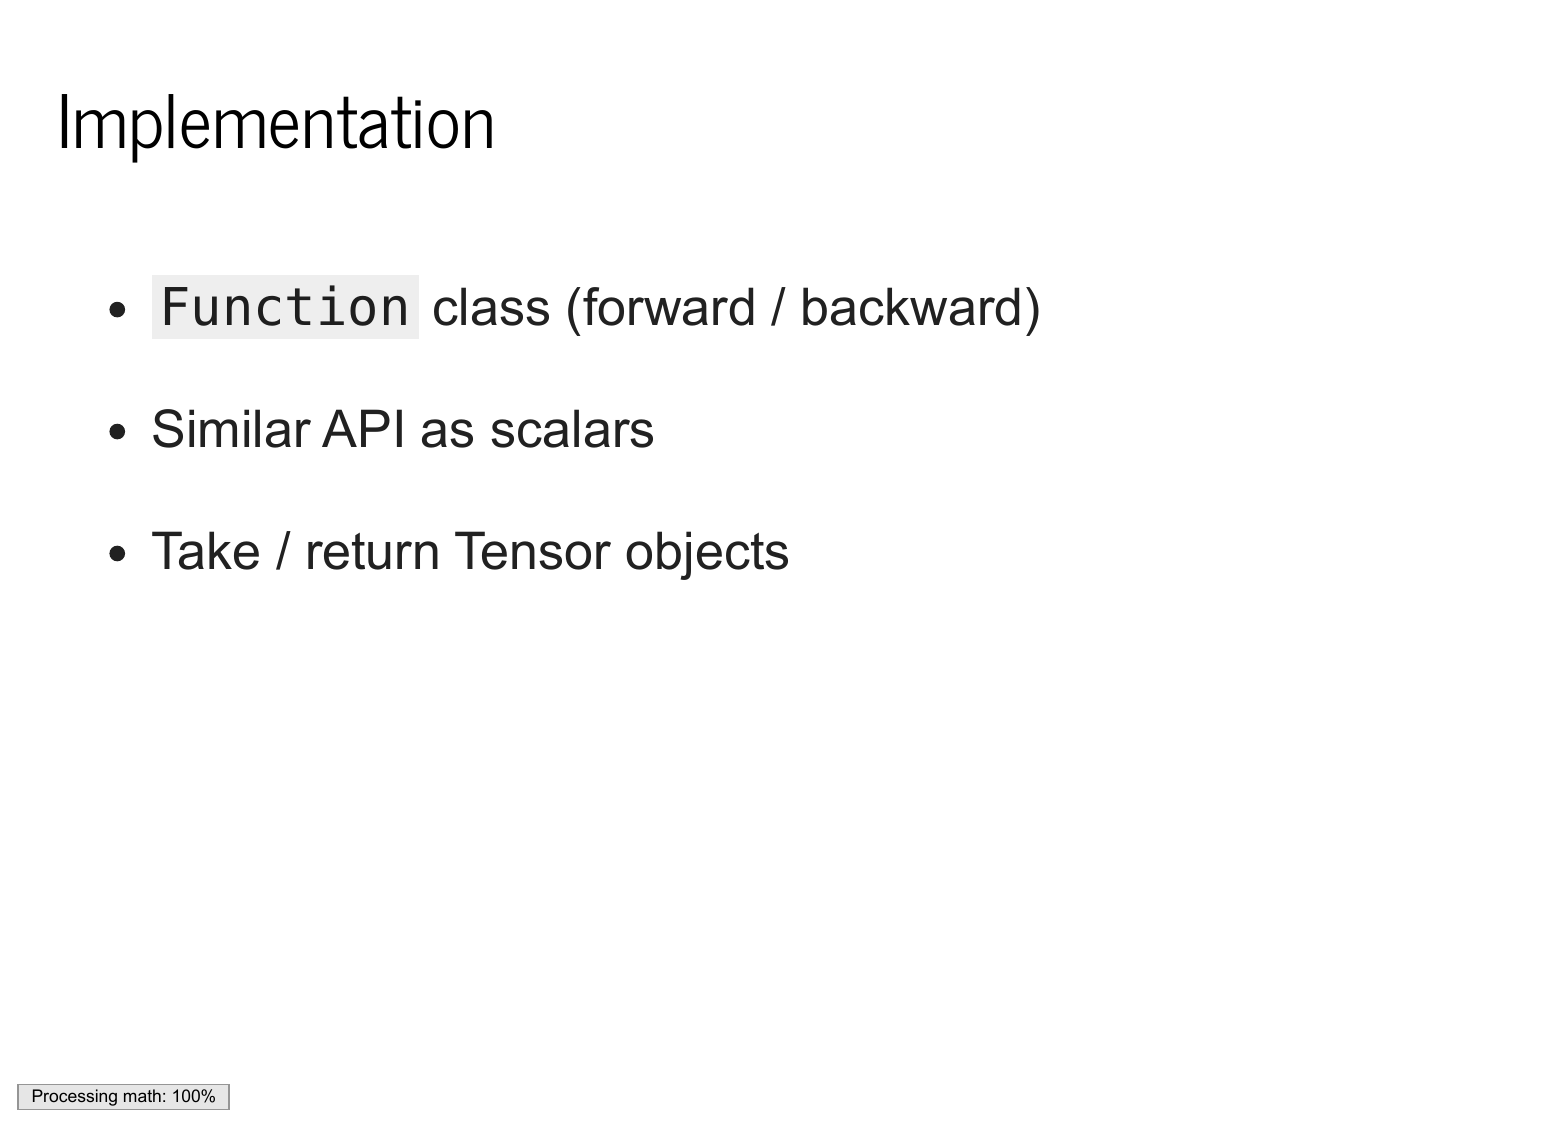 Implementation
Function class (forward / backward)
Similar API as scalars
Take / return Tensor objects
Processing math: 100%